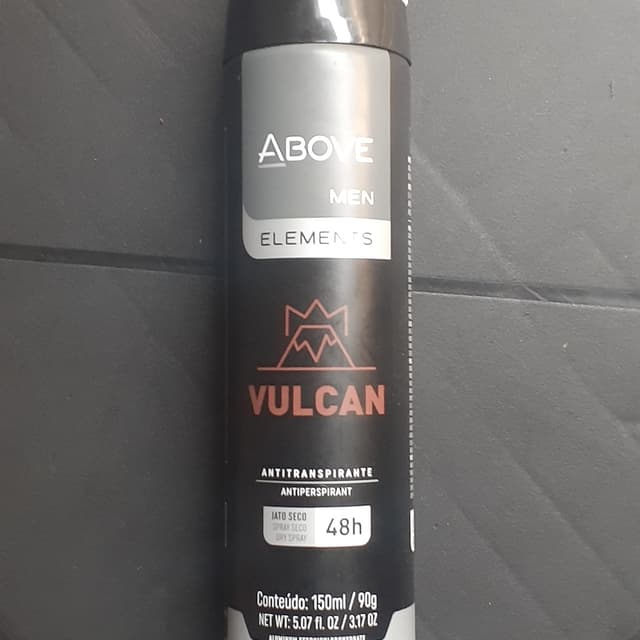 ABOVE
MEN
ELEMENTS
VULCAN
ANTITRANSPIRANTE
ANTIPERSPIRANT
JATO SECO
SPRAY SECO
DRY SPRAY
48h
Conteúdo: 150ml / 90g
NET WT: 5.07 fl. OZ / 3.17 OZ